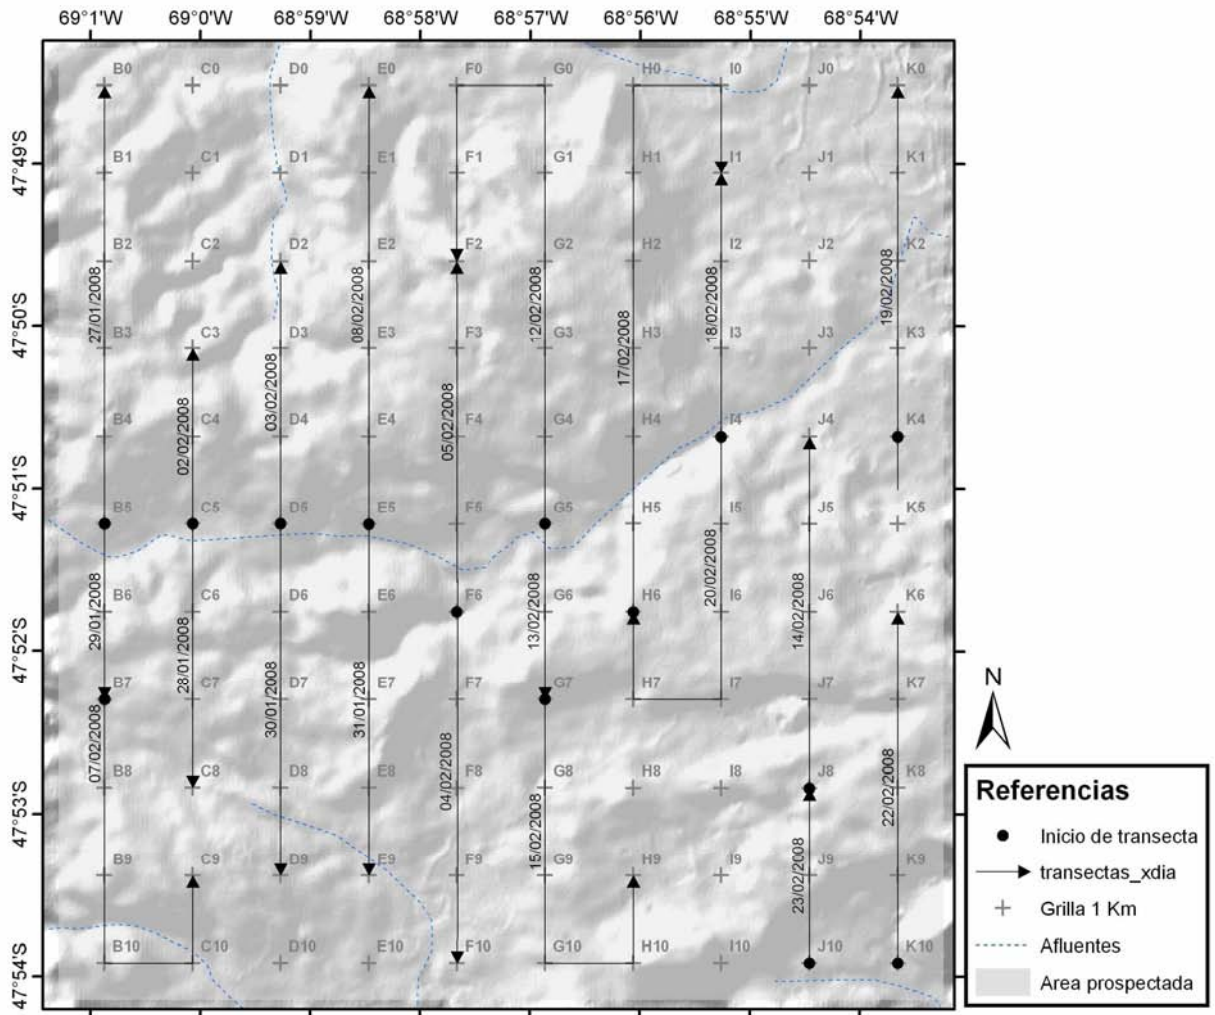 69°1'W 69°0'W 68°59'W 68°58'W 68°57'W 68°56'W 68°55'W 68°54'W
B0 C0 D0 E0 F0 G0 H0 I0 J0 K0
47°49'S
B1 C1 D1 E1 F1 G1 H1 I1 J1 K1
B2 C2 D2 E2 F2 G2 H2 I2 J2 K2
27/01/2008
08/02/2008
12/02/2008
18/02/2008
19/02/2008
47°50'S
B3 C3 D3 E3 F3 G3 H3 I3 J3 K3
03/02/2008
17/02/2008
B4 C4 D4 E4 F4 G4 H4 I4 J4 K4
02/02/2008
05/02/2008
47°51'S
B5 C5 D5 E5 F5 G5 H5 I5 J5 K5
29/01/2008
13/02/2008
20/02/2008
14/02/2008
B6 C6 D6 E6 F6 G6 H6 I6 J6 K6
47°52'S
28/01/2008
30/01/2008
31/01/2008
B7 C7 D7 E7 F7 G7 H7 I7 J7 K7
07/02/2008
04/02/2008
22/02/2008
B8 C8 D8 E8 F8 G8 H8 I8 J8 K8
47°53'S
15/02/2008
23/02/2008
B9 C9 D9 E9 F9 G9 H9 I9 J9 K9
B10 C10 D10 E10 F10 G10 H10 I10 J10 K10
47°54'S
N
Referencias
Inicio de transecta
transectas_xdia
Grilla 1 Km
Afluentes
Area prospectada